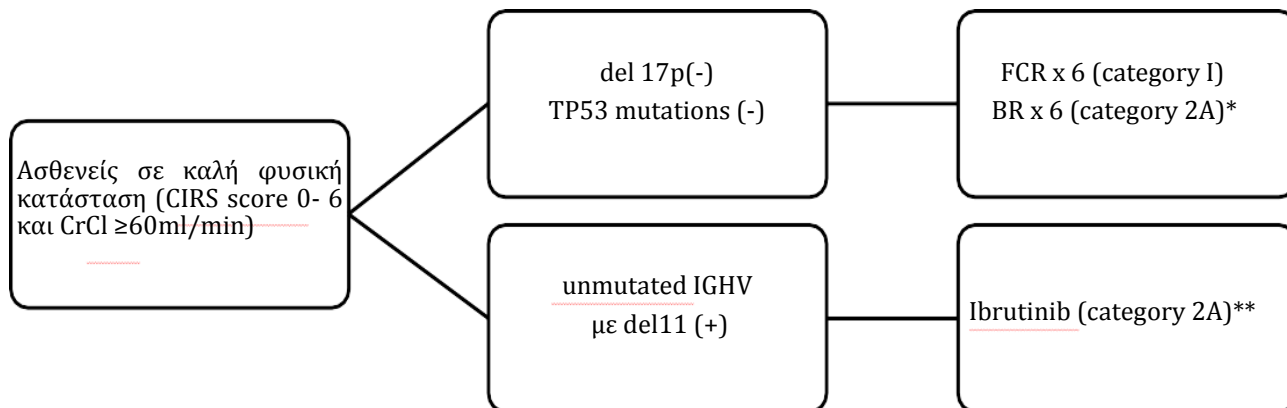 Ασθενείς σε καλή φυσική
κατάσταση (CIRS score 0- 6
και CrCl ≥60ml/min)
del 17p(-)
TP53 mutations (-)
FCR x 6 (category I)
BR x 6 (category 2A)*
unmutated IGHV
με del11 (+)
Ibrutinib (category 2A)**